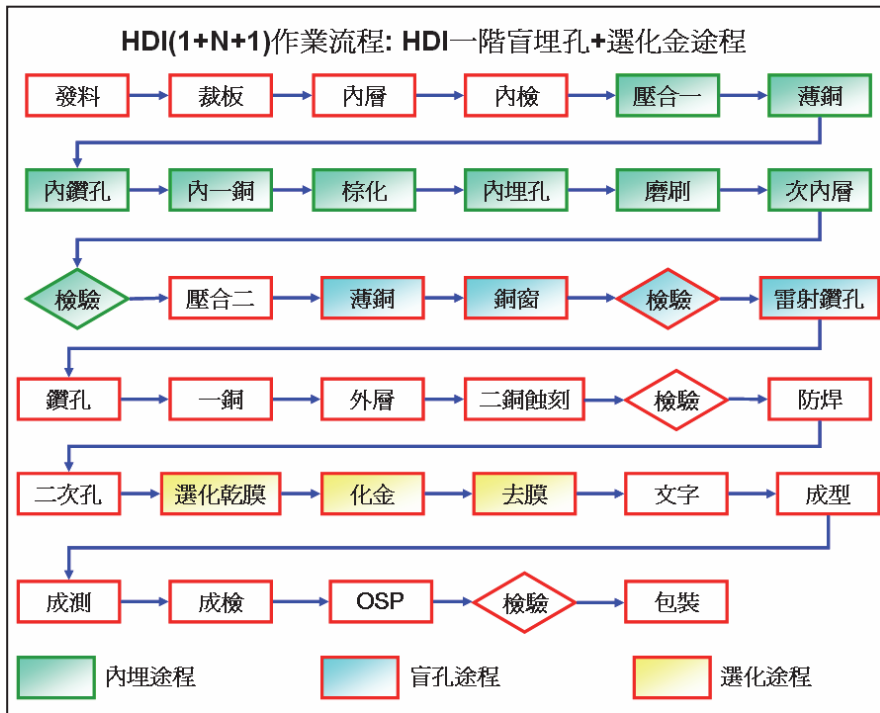 HDI(1+N+1)作業流程: HDI一階盲埋孔+選化金途程
發料 裁板 內層 內檢 壓合一 薄銅
內鑽孔 內一銅 棕化 內埋孔 磨刷 次內層
檢驗 壓合二 薄銅 銅窗 檢驗 雷射鑽孔
鑽孔 一銅 外層 二銅蝕刻 檢驗 防焊
二次孔 選化乾膜 化金 去膜 文字 成型
成測 成檢 OSP 檢驗 包裝
內埋途程 盲孔途程 選化途程